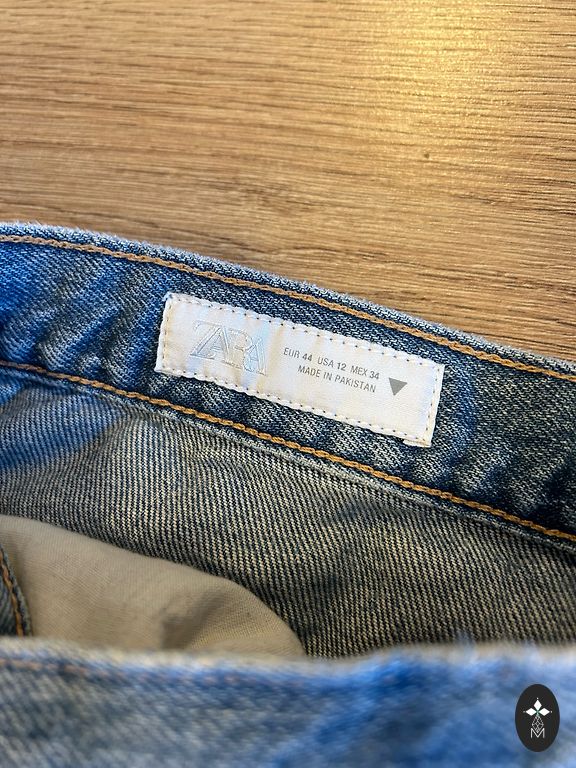 ZARA
EUR 44 USA 12 MEX 34
MADE IN PAKISTAN